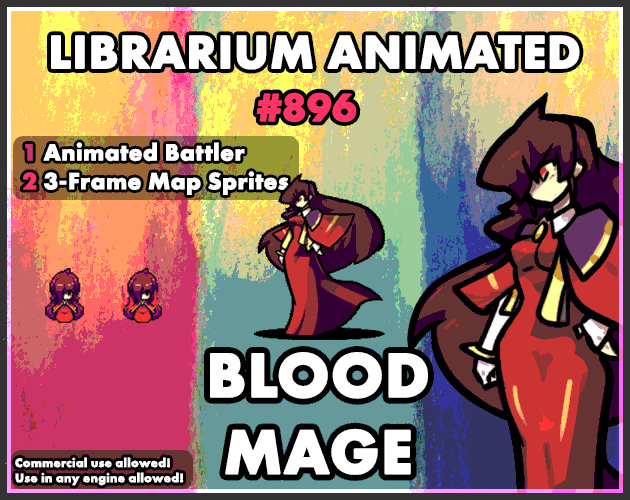 LIBRARIUM ANIMATED
#896
1 Animated Battler
2 3-Frame Map Sprites
BLOOD
MAGE
Commercial use allowed!
Use in any engine allowed!